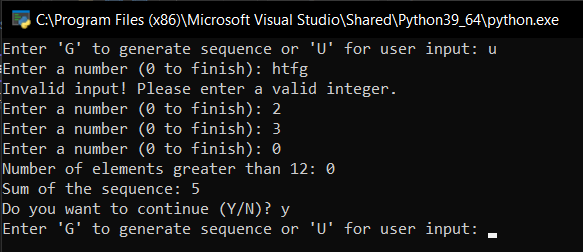 C:\Program Files (x86)\Microsoft Visual Studio\Shared\Python39_64\python.exe
Enter 'G' to generate sequence or 'U' for user input: u
Enter a number (0 to finish): htfg
Invalid input! Please enter a valid integer.
Enter a number (0 to finish): 2
Enter a number (0 to finish): 3
Enter a number (0 to finish): 0
Number of elements greater than 12: 0
Sum of the sequence: 5
Do you want to continue (Y/N)? y
Enter 'G' to generate sequence or 'U' for user input: